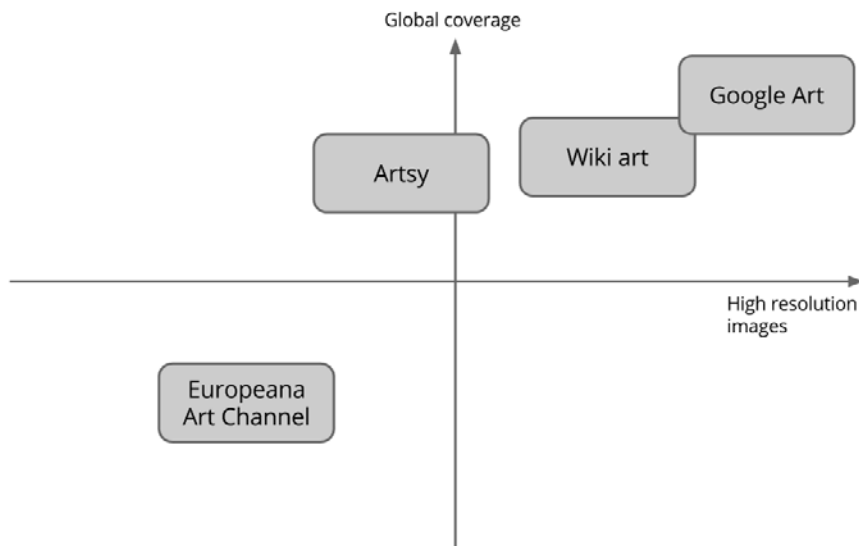 Global coverage
Google Art
Wiki art
Artsy
High resolution
images
Europeana
Art Channel